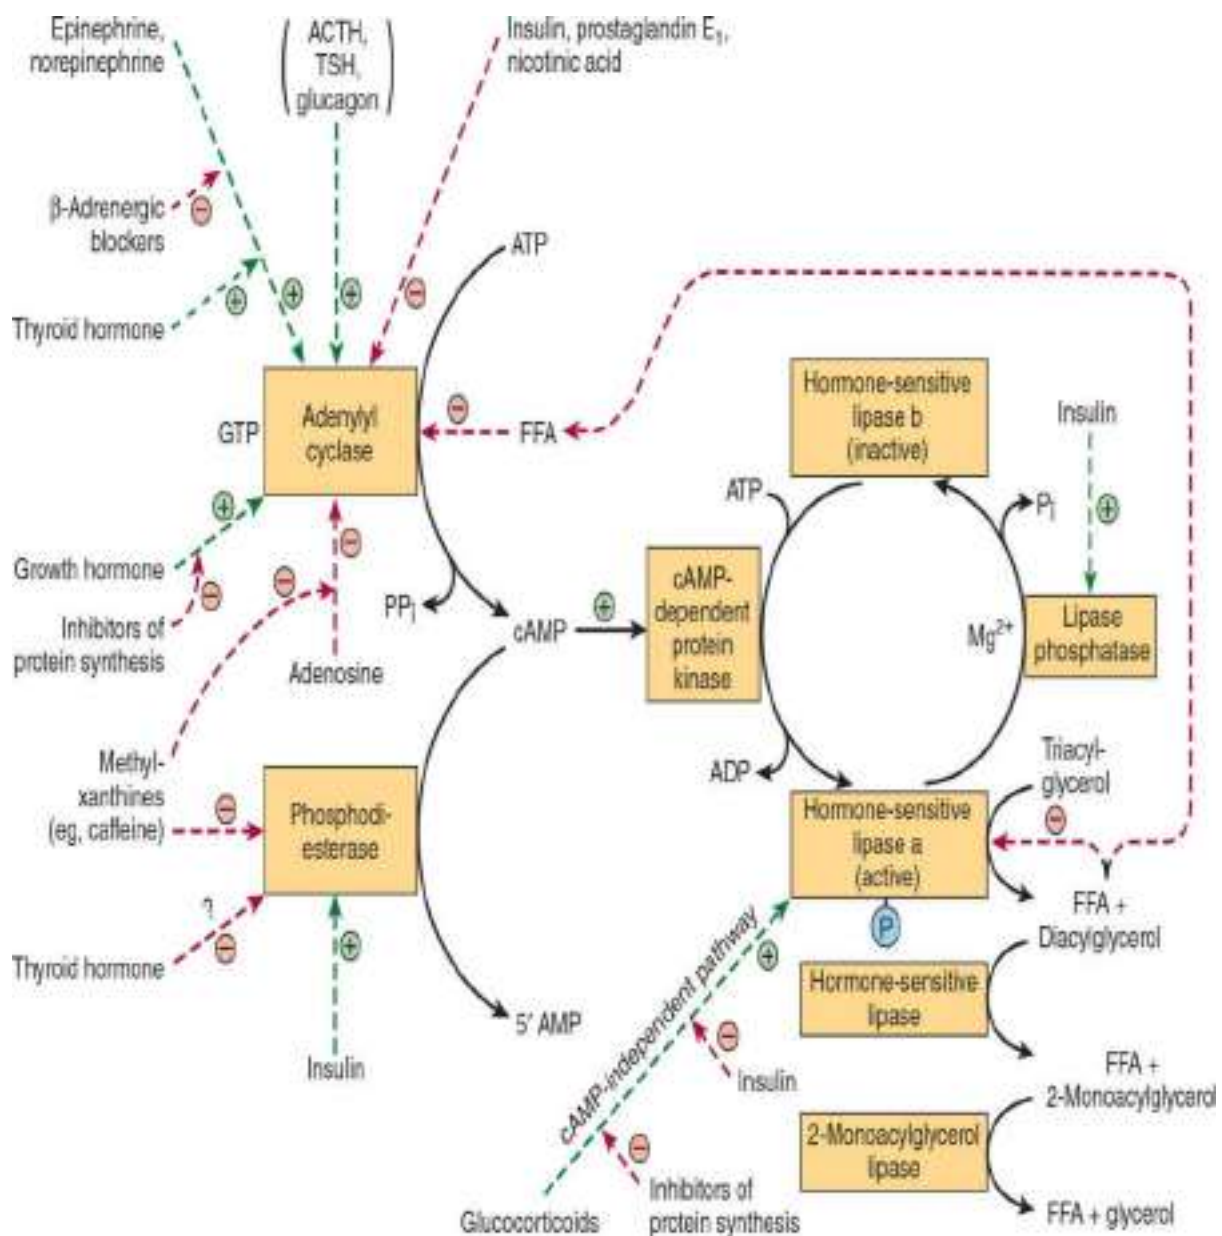 Epinephrine,
norepinephrine
ACTH,
TSH,
glucagon
Insulin, prostaglandin E₁,
nicotinic acid
β-Adrenergic
blockers
−
ATP
Thyroid hormone
+
+
+
−
GTP
Adenylyl
cyclase
−
FFA
Hormone-sensitive
lipase b
(inactive)
Insulin
+
ATP
Pᵢ
+
Growth hormone
−
Inhibitors of
protein synthesis
−
−
Adenosine
PPᵢ
cAMP
+
cAMP-
dependent
protein
kinase
Mg²⁺
Lipase
phosphatase
ADP
Triacyl-
glycerol
Methyl-
xanthines
(eg, caffeine)
−
Phosphodi-
esterase
Hormone-sensitive
lipase a
(active)
−
P
FFA +
Diacylglycerol
?
−
Thyroid hormone
+
Insulin
5′ AMP
cAMP-independent pathway
+
−
Insulin
Hormone-sensitive
lipase
FFA +
2-Monoacylglycerol
2-Monoacylglycerol
lipase
−
Inhibitors of
protein synthesis
Glucocorticoids
FFA + glycerol